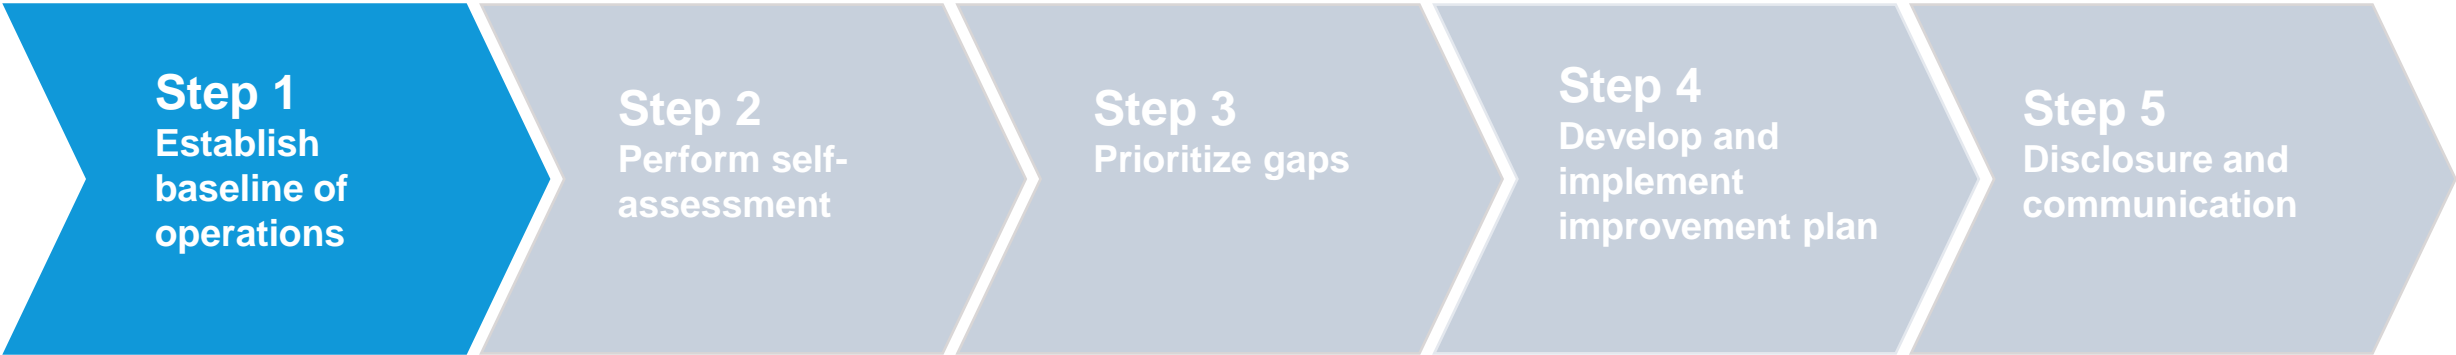 Step 1
Establish
baseline of
operations
Step 2
Perform self-
assessment
Step 3
Prioritize gaps
Step 4
Develop and
implement
improvement plan
Step 5
Disclosure and
communication